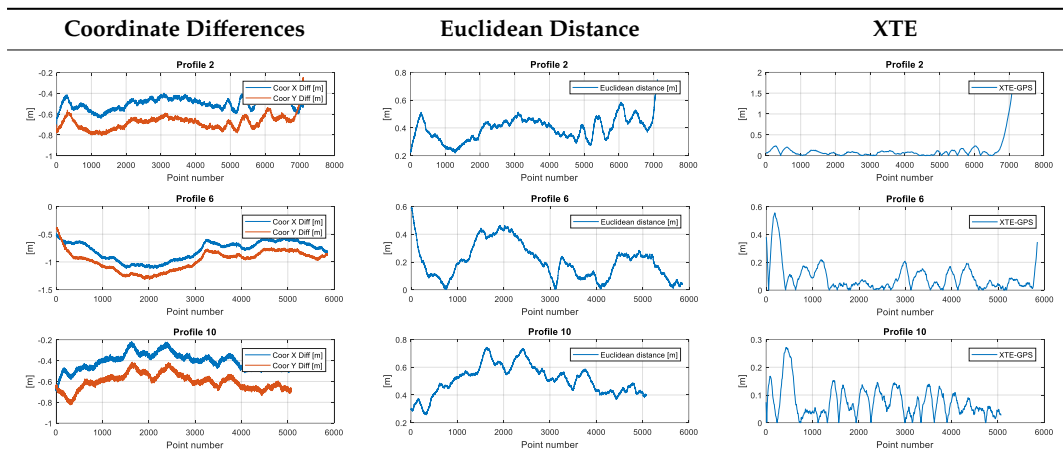 Coordinate Differences Euclidean Distance XTE
Profile 2 Profile 2 Profile 2
-0.2 -0.4 -0.6 -0.8 -1
[m]
Coor X Diff [m]
Coor Y Diff [m]
0 1000 2000 3000 4000 5000 6000 7000 8000
Point number
0.8 0.6 0.4 0.2
[m]
Euclidean distance [m]
0 1000 2000 3000 4000 5000 6000 7000 8000
Point number
2 1.5 1 0.5 0
[m]
XTE-GPS
0 1000 2000 3000 4000 5000 6000 7000 8000
Point number
Profile 6 Profile 6 Profile 6
0 -0.5 -1 -1.5
[m]
Coor X Diff [m]
Coor Y Diff [m]
0 1000 2000 3000 4000 5000 6000
Point number
0.6 0.4 0.2 0
[m]
Euclidean distance [m]
0 1000 2000 3000 4000 5000 6000
Point number
0.6 0.4 0.2 0
[m]
XTE-GPS
0 1000 2000 3000 4000 5000 6000
Point number
Profile 10 Profile 10 Profile 10
-0.2 -0.4 -0.6 -0.8 -1
[m]
Coor X Diff [m]
Coor Y Diff [m]
0 1000 2000 3000 4000 5000 6000
Point number
0.8 0.6 0.4 0.2
[m]
Euclidean distance [m]
0 1000 2000 3000 4000 5000 6000
Point number
0.3 0.2 0.1 0
[m]
XTE-GPS
0 1000 2000 3000 4000 5000 6000
Point number